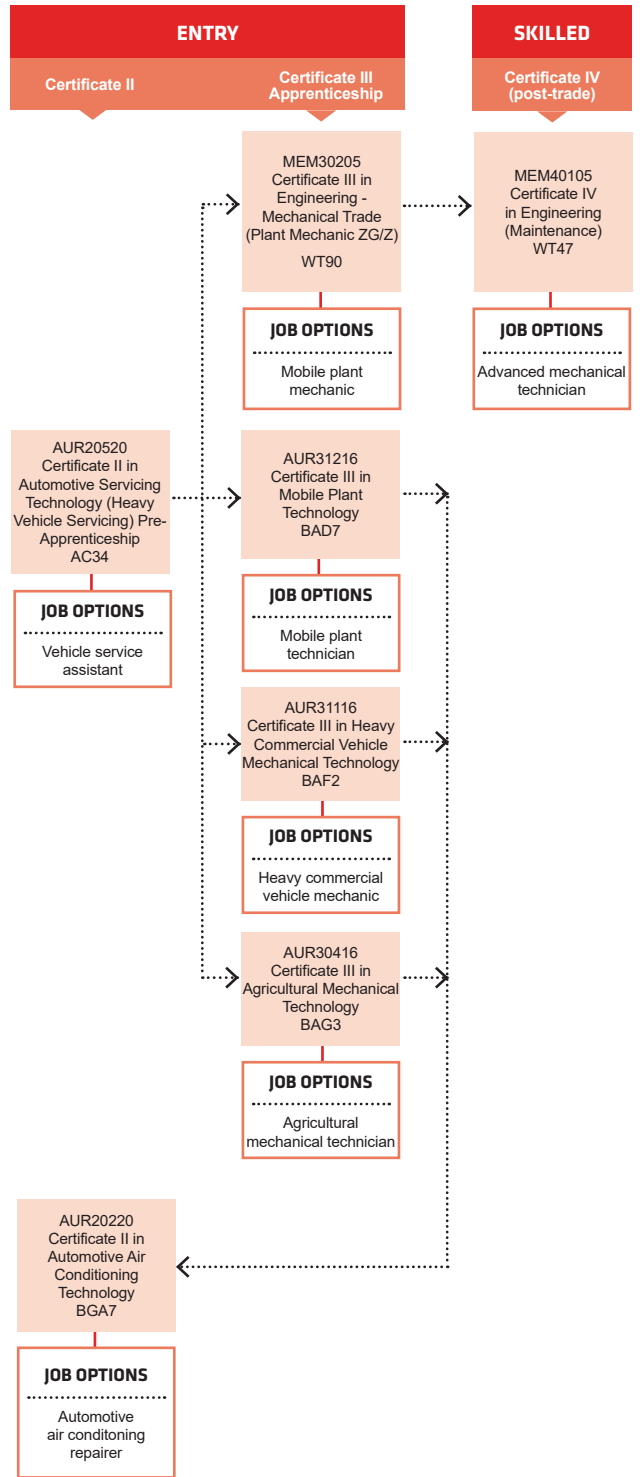 ENTRY
SKILLED
Certificate II
Certificate III
Apprenticeship
Certificate IV
(post-trade)
MEM30205
Certificate III in
Engineering -
Mechanical Trade
(Plant Mechanic ZG/Z)
WT90
JOB OPTIONS
Mobile plant
mechanic
MEM40105
Certificate IV
in Engineering
(Maintenance)
WT47
JOB OPTIONS
Advanced mechanical
technician
AUR20520
Certificate II in
Automotive Servicing
Technology (Heavy
Vehicle Servicing) Pre-
Apprenticeship
AC34
JOB OPTIONS
Vehicle service
assistant
AUR31216
Certificate III in
Mobile Plant
Technology
BAD7
JOB OPTIONS
Mobile plant
technician
AUR31116
Certificate III in Heavy
Commercial Vehicle
Mechanical Technology
BAF2
JOB OPTIONS
Heavy commercial
vehicle mechanic
AUR30416
Certificate III in
Agricultural Mechanical
Technology
BAG3
JOB OPTIONS
Agricultural
mechanical technician
AUR20220
Certificate II in
Automotive Air
Conditioning
Technology
BGA7
JOB OPTIONS
Automotive
air conditoning
repairer